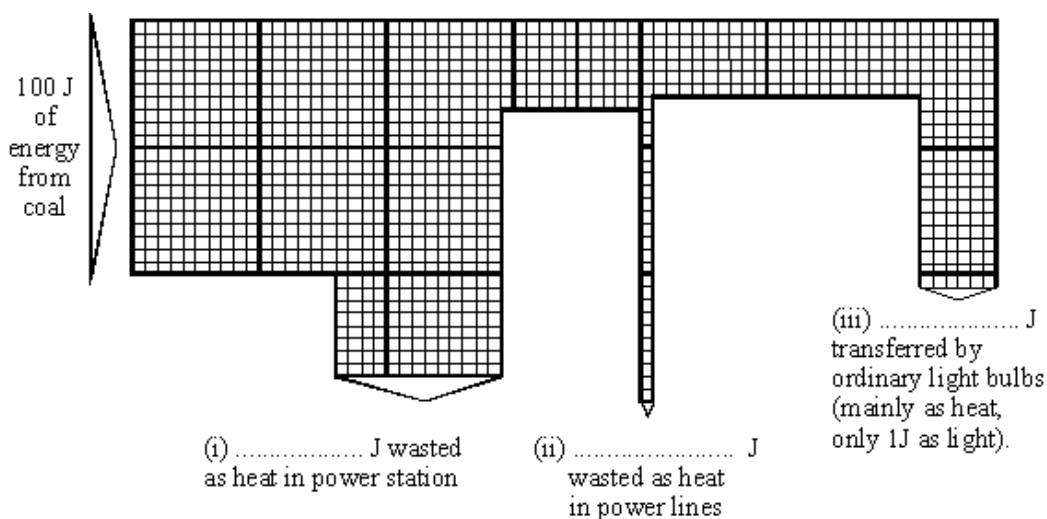 100 J
of
energy
from
coal
(i) ................... J wasted
as heat in power station
(ii) ........................ J
wasted as heat
in power lines
(iii) ...................... J
transferred by
ordinary light bulbs
(mainly as heat,
only 1J as light).